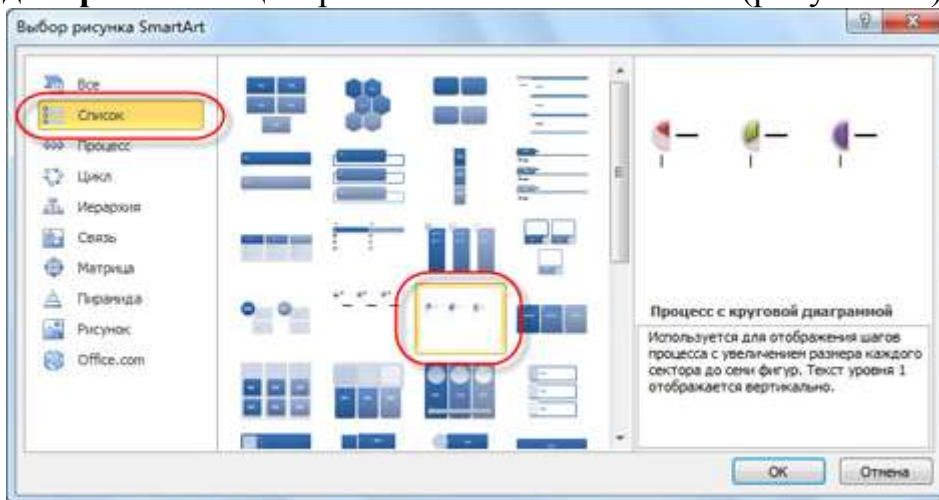 Выбор рисунка SmartArt
Все
Список
Процесс
Цикл
Иерархия
Связь
Матрица
Пирамида
Рисунок
Office.com
Процесс с круговой диаграммой
Используется для отображения шагов
процесса с увеличением размера каждого
сектора до семи фигур. Текст уровня 1
отображается вертикально.
ОК
Отмена